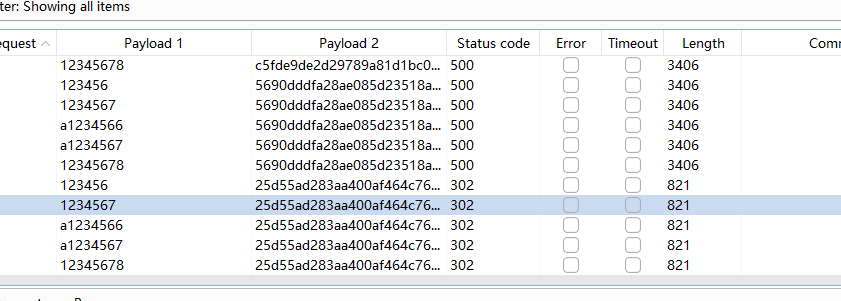 ter: Showing all items
equest Payload 1 Payload 2 Status code Error Timeout Length Comm
12345678 c5fde9de2d29789a81d1bc0... 500 3406
123456 5690dddfa28ae085d23518a... 500 3406
1234567 5690dddfa28ae085d23518a... 500 3406
a1234566 5690dddfa28ae085d23518a... 500 3406
a1234567 5690dddfa28ae085d23518a... 500 3406
12345678 5690dddfa28ae085d23518a... 500 3406
123456 25d55ad283aa400af464c76... 302 821
1234567 25d55ad283aa400af464c76... 302 821
a1234566 25d55ad283aa400af464c76... 302 821
a1234567 25d55ad283aa400af464c76... 302 821
12345678 25d55ad283aa400af464c76... 302 821